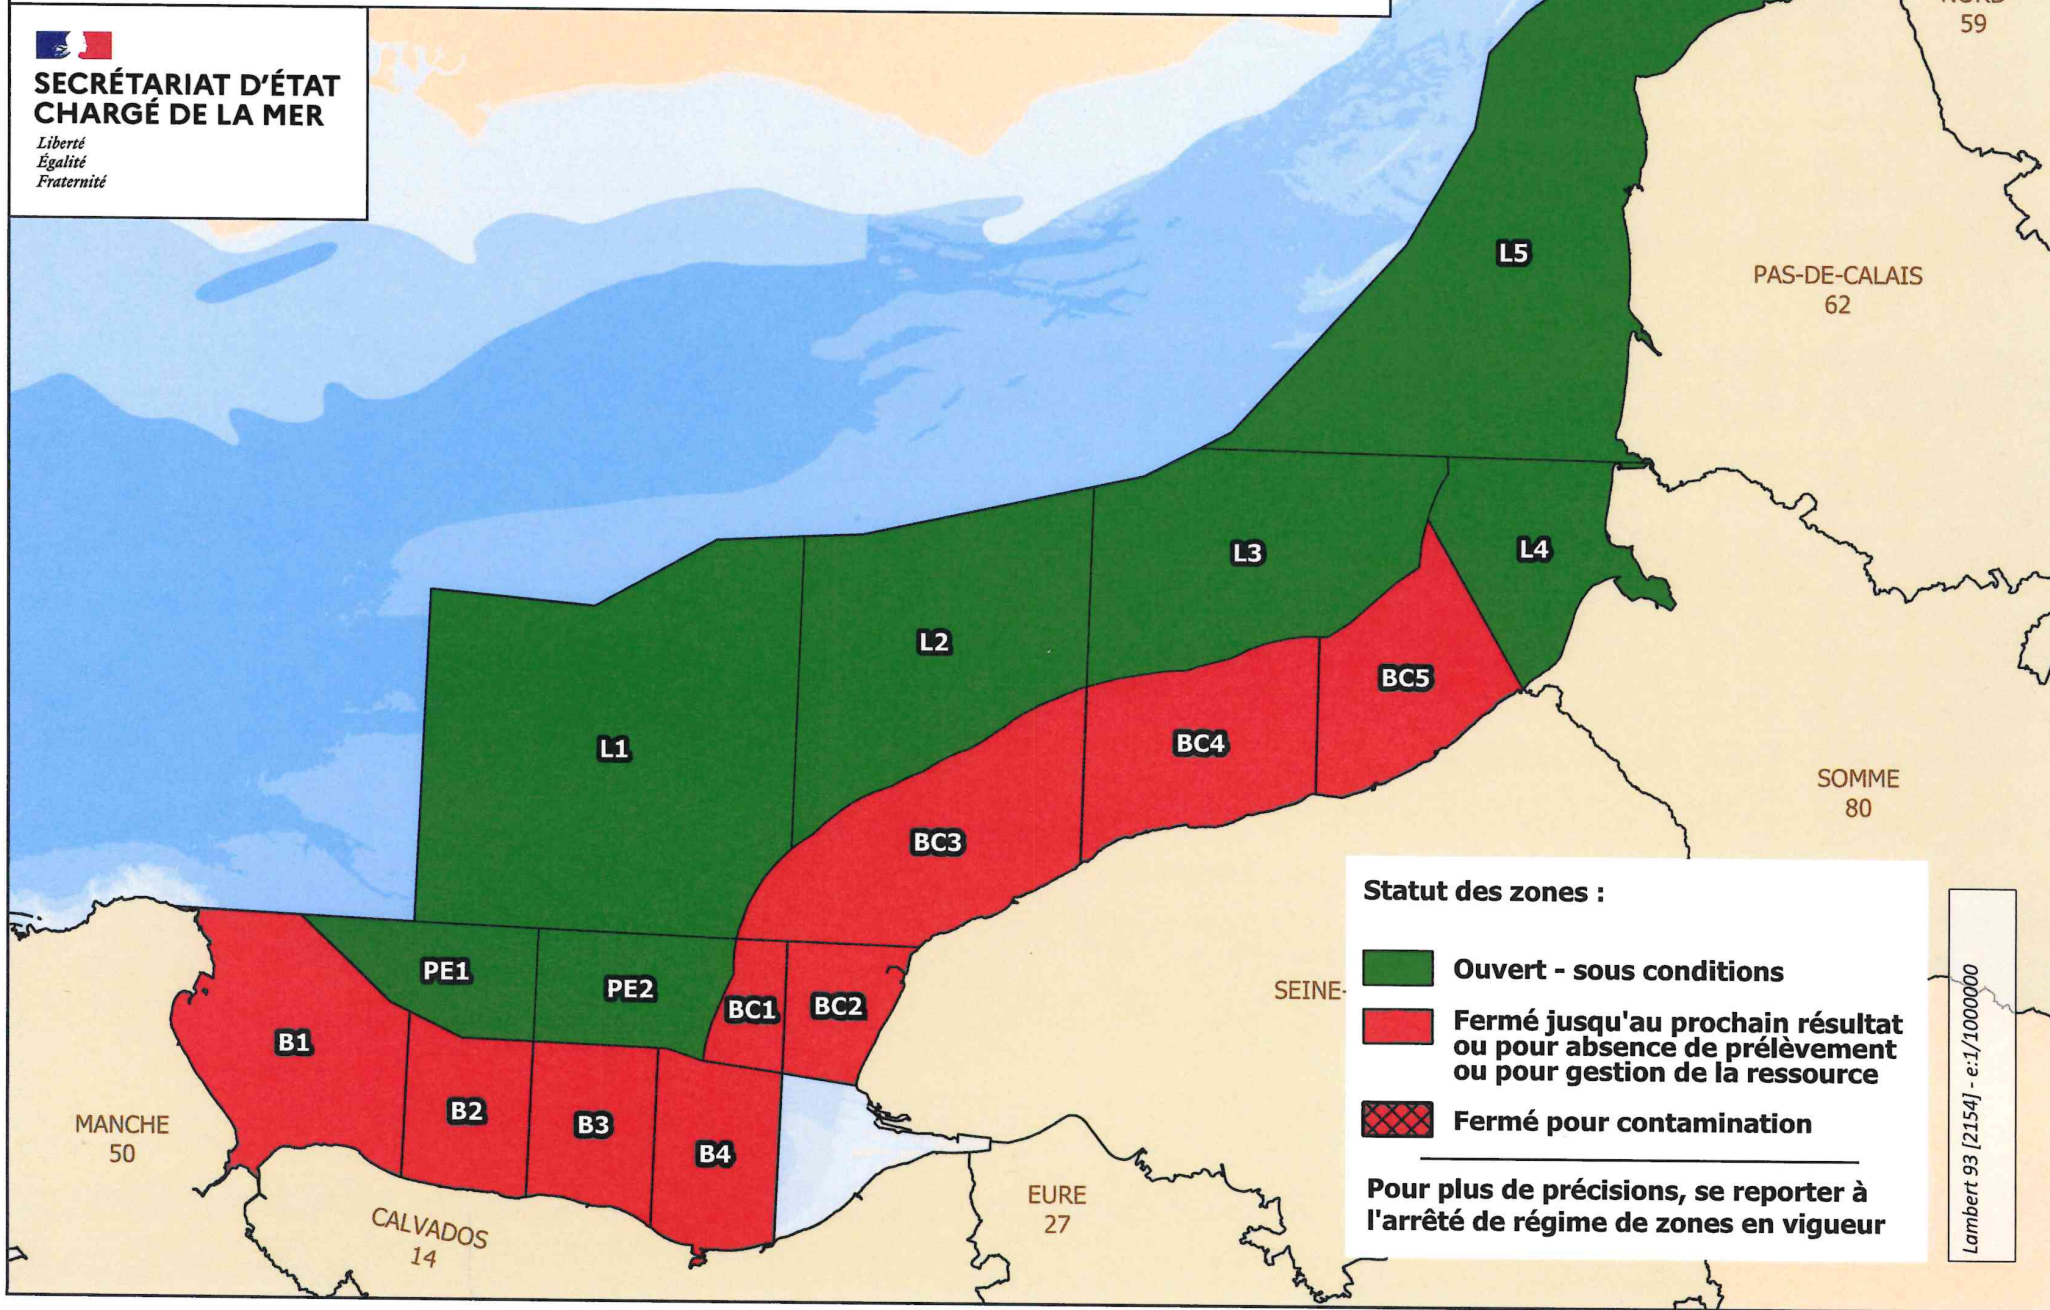 SECRÉTARIAT D'ÉTAT
CHARGÉ DE LA MER
Liberté
Égalité
Fraternité
59
L5
PAS-DE-CALAIS
62
L3
L4
L2
BC5
L1
BC4
SOMME
80
BC3
PE1
PE2
BC1
BC2
SEINE-
B1
B2
B3
B4
MANCHE
50
CALVADOS
14
EURE
27
Statut des zones :
Ouvert - sous conditions
Fermé jusqu'au prochain résultat
ou pour absence de prélèvement
ou pour gestion de la ressource
Fermé pour contamination
Pour plus de précisions, se reporter à
l'arrêté de régime de zones en vigueur
Lambert 93 [2154] - e:1/1000000